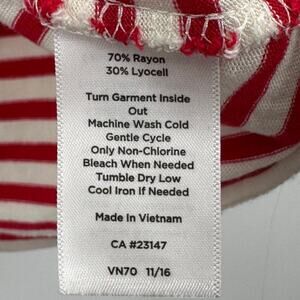 70% Rayon
30% Lyocell
Turn Garment Inside
Out
Machine Wash Cold
Gentle Cycle
Only Non-Chlorine
Bleach When Needed
Tumble Dry Low
Cool Iron if Needed
Made in Vietnam
CA #23147
VN70 11/16